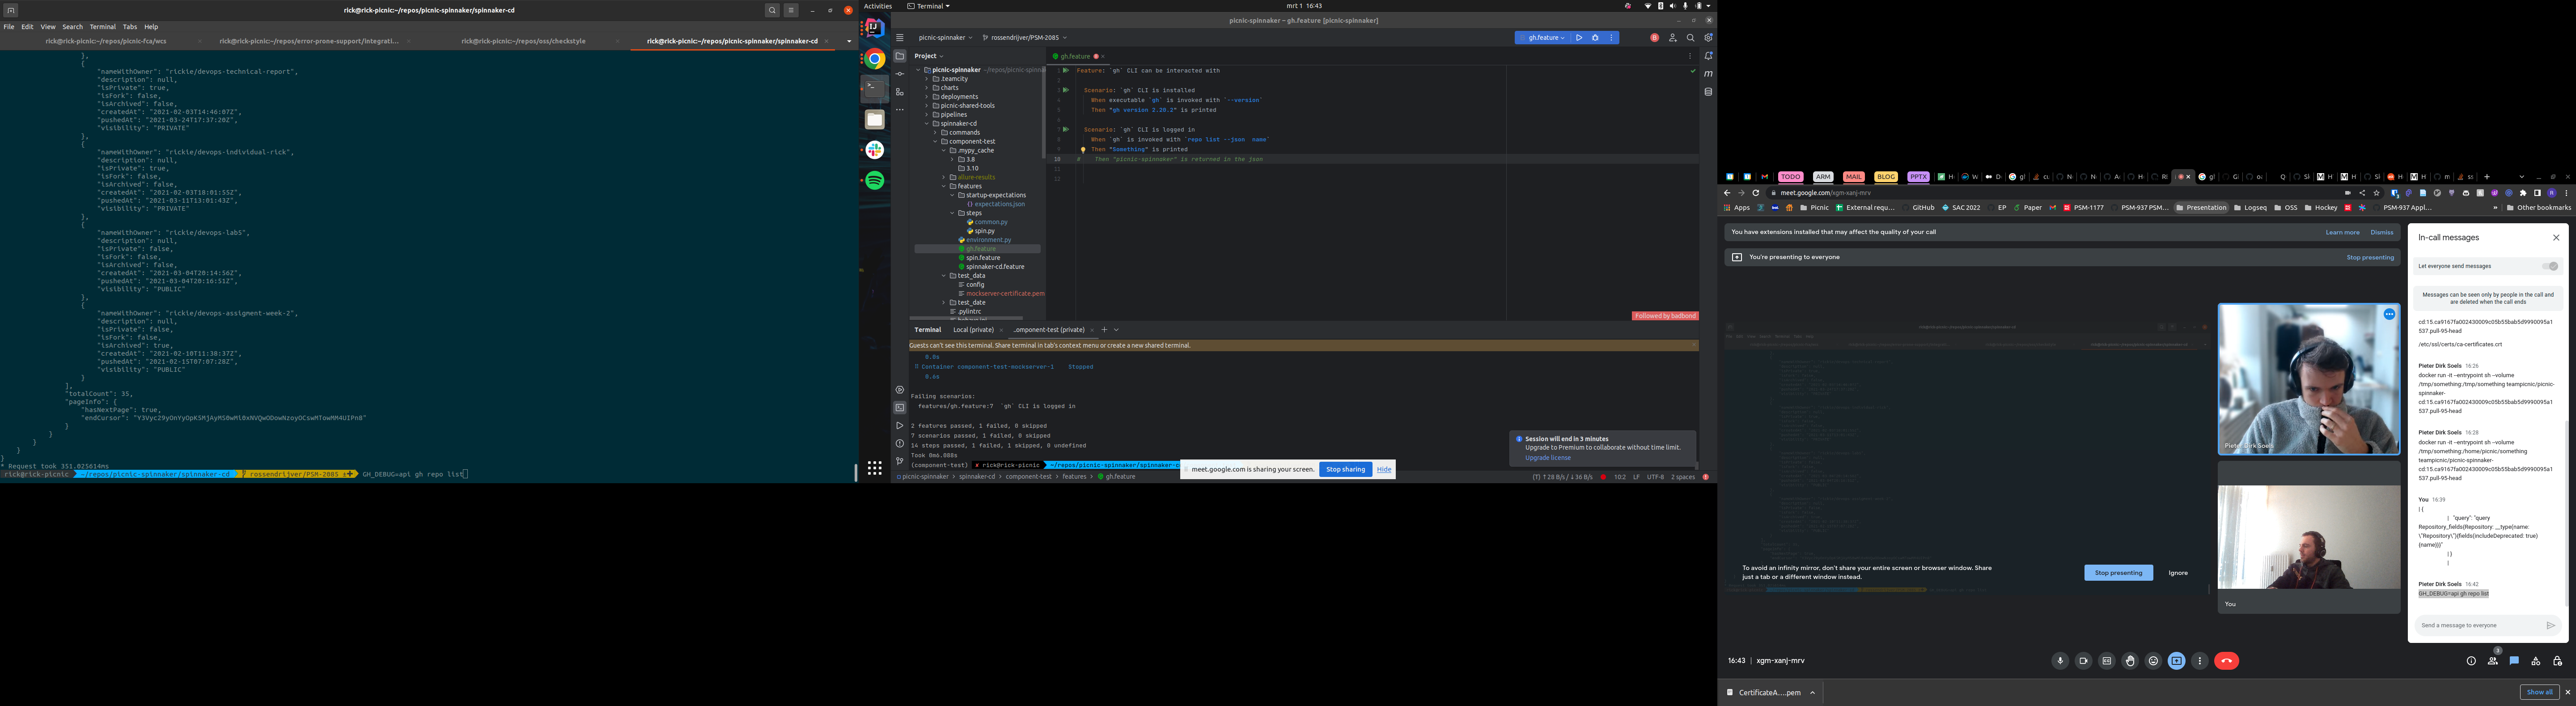 rick@rick-picnic:~/repos/picnic-spinnaker/spinnaker-cd
File Edit View Search Terminal Tabs Help
rick@rick-picnic:~/repos/picnic-fca/wcs
rick@rick-picnic:~/repos/error-prone-support/integrati...
rick@rick-picnic:~/repos/oss/checkstyle
rick@rick-picnic:~/repos/picnic-spinnaker/spinnaker-cd
},
{
"nameWithOwner": "rickie/devops-technical-report",
"description": null,
"isPrivate": true,
"isFork": false,
"isArchived": false,
"createdAt": "2021-02-03T14:46:07Z",
"pushedAt": "2021-03-24T17:37:20Z",
"visibility": "PRIVATE"
},
{
"nameWithOwner": "rickie/devops-individual-rick",
"description": null,
"isPrivate": true,
"isFork": false,
"isArchived": false,
"createdAt": "2021-02-03T18:01:55Z",
"pushedAt": "2021-03-11T13:01:43Z",
"visibility": "PRIVATE"
},
{
"nameWithOwner": "rickie/devops-lab5",
"description": null,
"isPrivate": false,
"isFork": false,
"isArchived": false,
"createdAt": "2021-03-04T20:14:56Z",
"pushedAt": "2021-03-04T20:16:51Z",
"visibility": "PUBLIC"
},
{
"nameWithOwner": "rickie/devops-assigment-week-2",
"description": null,
"isPrivate": false,
"isFork": false,
"isArchived": true,
"createdAt": "2021-02-10T11:38:37Z",
"pushedAt": "2021-02-15T07:07:28Z",
"visibility": "PUBLIC"
}
],
"totalCount": 35,
"pageInfo": {
"hasNextPage": true,
}
}
}
}
* Request took 351.025614ms
rick@rick-picnic ~/repos/picnic-spinnaker/spinnaker-cd rossendrijver/PSM-2085 GH_DEBUG=api gh repo list
Activities Terminal mrt 1 16:43
picnic-spinnaker – gh.feature [picnic-spinnaker]
picnic-spinnaker rossendrijver/PSM-2085 gh.feature
Project
picnic-spinnaker ~/repos/picnic-spinn
.teamcity
charts
deployments
picnic-shared-tools
pipelines
spinnaker-cd
commands
component-test
.mypy_cache
3.8
3.10
allure-results
features
startup-expectations
expectations.json
steps
common.py
spin.py
environment.py
gh.feature
spin.feature
spinnaker-cd.feature
test_data
config
mockserver-certificate.pem
test_date
.pylintrc
gh.feature
1 Feature: `gh` CLI can be interacted with
2
3 Scenario: `gh` CLI is installed
4 When executable `gh` is invoked with `--version`
5 Then "gh version 2.20.2" is printed
6
7 Scenario: `gh` CLI is logged in
8 When `gh` is invoked with `repo list --json name`
9 Then "Something" is printed
10 # Then "picnic-spinnaker" is returned in the json
11
12
Followed by badbond
Terminal Local (private) ..omponent-test (private)
Guests can't see this terminal. Share terminal in tab's context menu or create a new shared terminal.
0.0s
Container component-test-mockserver-1 Stopped
0.6s
Failing scenarios:
features/gh.feature:7 `gh` CLI is logged in
2 features passed, 1 failed, 0 skipped
7 scenarios passed, 1 failed, 0 skipped
14 steps passed, 1 failed, 1 skipped, 0 undefined
Took 0m6.088s
(component-test) ✗ rick@rick-picnic ~/repos/picnic-spinnaker/spinnaker-c
Session will end in 3 minutes
Upgrade to Premium to collaborate without time limit.
Upgrade license
meet.google.com is sharing your screen. Stop sharing Hide
picnic-spinnaker > spinnaker-cd > component-test > features > gh.feature
(T) ↑28 B/s / ↓36 B/s 10:2 LF UTF-8 2 spaces
TODO ARM MAIL BLOG PPTX
meet.google.com/xgm-xanj-mrv
Apps Picnic External requ... GitHub SAC 2022 EP Paper PSM-1177 PSM-937 PSM... Presentation Logseq OSS Hockey PSM-937 Appl... » Other bookmarks
You have extensions installed that may affect the quality of your call Learn more Dismiss
You're presenting to everyone Stop presenting
To avoid an infinity mirror, don't share your entire screen or browser window. Share
just a tab or a different window instead.
Stop presenting Ignore
Pieter Dirk Soels
You
In-call messages
Let everyone send messages
Messages can be seen only by people in the call and
are deleted when the call ends
cd:15.ca9167fa002430009c05b55bab5d9990095a1
537.pull-95-head
/etc/ssl/certs/ca-certificates.crt
Pieter Dirk Soels 16:26
docker run -it --entrypoint sh --volume
/tmp/something:/tmp/something teampicnic/picnic-
spinnaker-
cd:15.ca9167fa002430009c05b55bab5d9990095a1
537.pull-95-head
Pieter Dirk Soels 16:28
docker run -it --entrypoint sh --volume
/tmp/something:/home/picnic/something
teampicnic/picnic-spinnaker-
cd:15.ca9167fa002430009c05b55bab5d9990095a1
537.pull-95-head
You 16:39
| {
| "query": "query
Repository_fields{Repository: __type(name:
\"Repository\"){fields(includeDeprecated: true)
{name}}}"
| }
|
Pieter Dirk Soels 16:42
GH_DEBUG=api gh repo list
Send a message to everyone
16:43 | xgm-xanj-mrv
3
CertificateA....pem
Show all